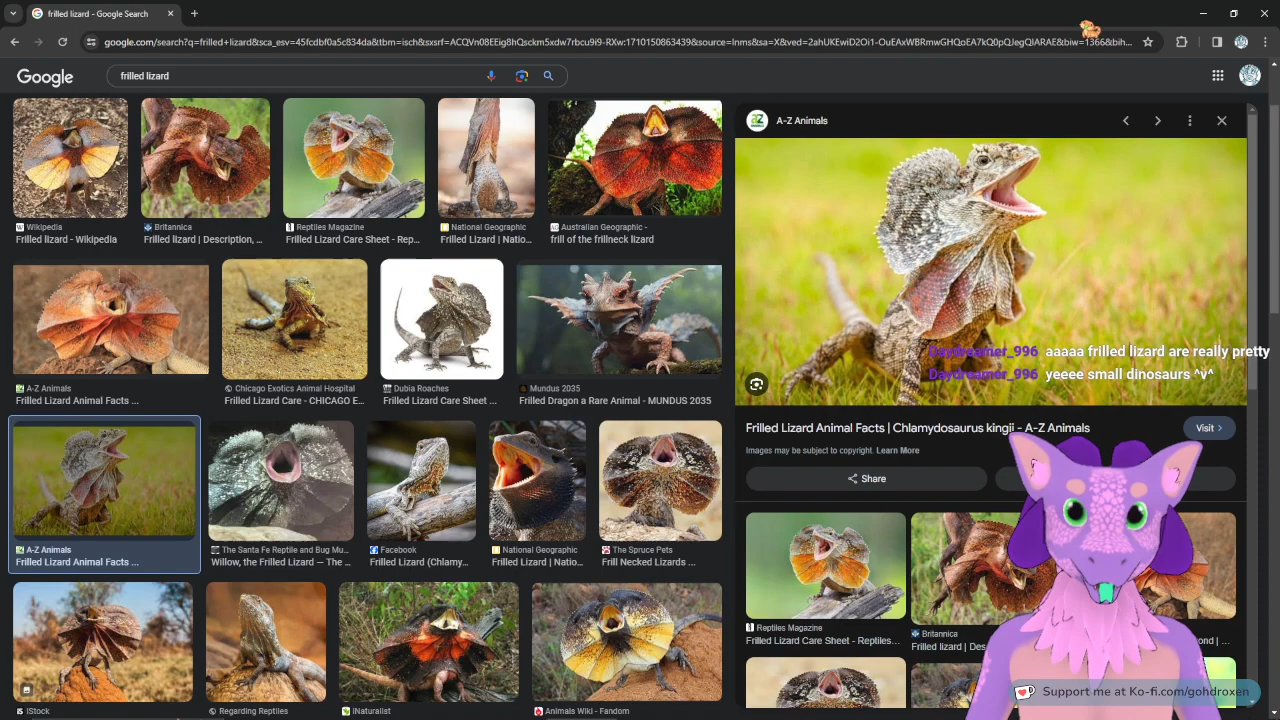 frilled lizard - Google Search
google.com/search?q=frilled+lizard&sca_esv=45fcdbf0a5c834da&tbm=isch&sxsrf=ACQVn08EEig8hQsckm5xdw7rbcu9i9-RXw:1710150863439&source=lnms&sa=X&ved=2ahUKEwiD2Oi1-OuEAxWBRmwGHQoEA7kQ0pQJegQIARAE&biw=1366&bih...
Google
frilled lizard
Wikipedia
Frilled lizard - Wikipedia
Britannica
Frilled lizard | Description, ...
Reptiles Magazine
Frilled Lizard Care Sheet - Rep...
National Geographic
Frilled Lizard | Natio...
Australian Geographic -
frill of the frillneck lizard
A-Z Animals
Frilled Lizard Animal Facts ...
Chicago Exotics Animal Hospital
Frilled Lizard Care - CHICAGO E...
Dubia Roaches
Frilled Lizard Care Sheet ...
Mundus 2035
Frilled Dragon a Rare Animal - MUNDUS 2035
A-Z Animals
Frilled Lizard Animal Facts ...
The Santa Fe Reptile and Bug Mu...
Willow, the Frilled Lizard — The ...
Facebook
Frilled Lizard (Chlamy...
National Geographic
Frilled Lizard | Natio...
The Spruce Pets
Frill Necked Lizards ...
iStock
Regarding Reptiles
iNaturalist
Animals Wiki - Fandom
A-Z Animals
Daydreamer_996 aaaaa frilled lizard are really pretty
Daydreamer_996 yeeee small dinosaurs ^v^
Frilled Lizard Animal Facts | Chlamydosaurus kingii - A-Z Animals
Visit
Images may be subject to copyright. Learn More
Share
Reptiles Magazine
Frilled Lizard Care Sheet - Reptiles...
Britannica
Frilled lizard | Des
ond | ...
Support me at Ko-fi.com/gohdroxen